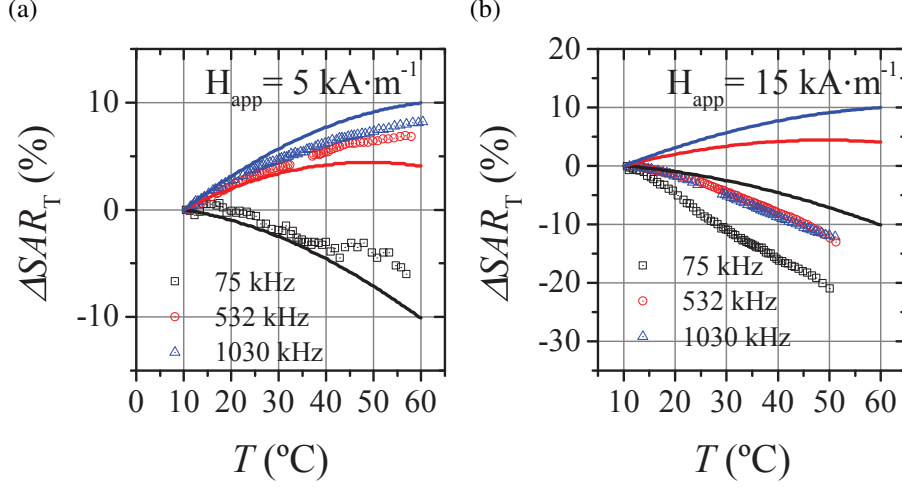 (a)
H_app = 5 kA·m⁻¹
ΔSAR_T (%)
10
0
-10
75 kHz
532 kHz
1030 kHz
0 10 20 30 40 50 60
T (ºC)
(b)
H_app = 15 kA·m⁻¹
ΔSAR_T (%)
20
10
0
-10
-20
-30
75 kHz
532 kHz
1030 kHz
0 10 20 30 40 50 60
T (ºC)